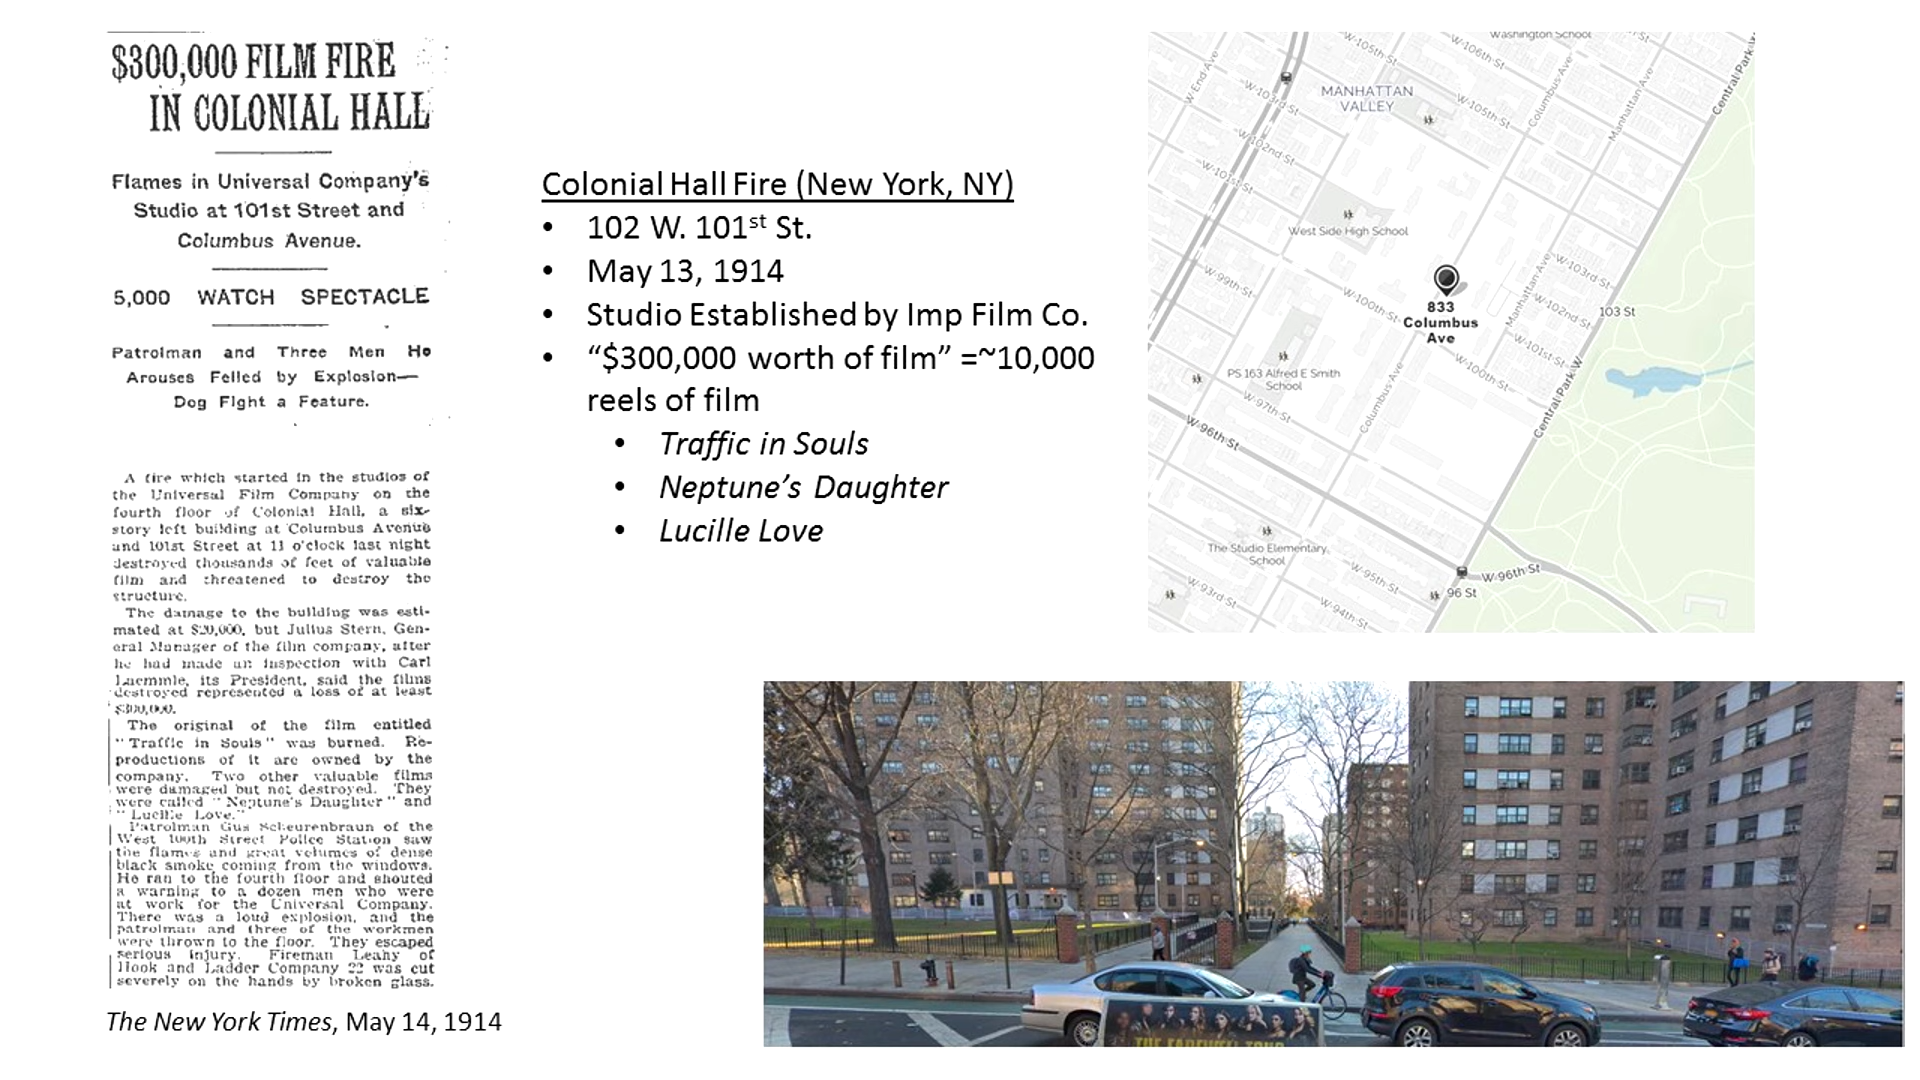 $300,000 FILM FIRE
IN COLONIAL HALL
Flames in Universal Company's
Studio at 101st Street and
Columbus Avenue.
5,000 WATCH SPECTACLE
Patrolman and Three Men He
Arouses Felled by Explosion—
Dog Fight a Feature.
A fire which started in the studios of
the Universal Film Company on the
fourth floor of Colonial Hall, a six-
story loft building at Columbus Avenue
and 101st Street at 11 o'clock last night
destroyed thousands of feet of valuable
film and threatened to destroy the
structure.
The damage to the building was esti-
mated at $20,000, but Julius Stern, Gen-
eral Manager of the film company, after
he had made an inspection with Carl
Laemmle, its President, said the films
destroyed represented a loss of at least
$300,000.
The original of the film entitled
"Traffic in Souls" was burned. Re-
productions of it are owned by the
company. Two other valuable films
were damaged but not destroyed. They
were called "Neptune's Daughter" and
"Lucille Love."
Patrolman Gus Scheurenbraun of the
West 100th Street Police Station saw
the flames and great volumes of dense
black smoke coming from the windows.
He ran to the fourth floor and shouted
a warning to a dozen men who were
at work for the Universal Company.
There was a loud explosion, and the
patrolman and three of the workmen
were thrown to the floor. They escaped
serious injury. Fireman Leahy of
Hook and Ladder Company 22 was cut
severely on the hands by broken glass.
The New York Times, May 14, 1914
Colonial Hall Fire (New York, NY)
• 102 W. 101st St.
• May 13, 1914
• Studio Established by Imp Film Co.
• “$300,000 worth of film” =~10,000
reels of film
• Traffic in Souls
• Neptune’s Daughter
• Lucille Love
Washington School
W-105th-St
W-106th-St
W End Ave
Columbus-Ave
Manhattan Ave
Central Park W
MANHATTAN
VALLEY
W-103rd-St
W-105th-St
W-102nd-St
W-101st-St
West Side High School
W-99th-St
W-100th-St
Manhattan-Ave
W-103rd-St
W-102nd-St
103 St
833
Columbus
Ave
W-101st-St
W-100th-St
PS 163 Alfred E Smith
School
Columbus-Ave
W-97th-St
Central Park W
W-96th St
The Studio Elementary
School
W-95th-St
W-96th St
96 St
W-93rd-St
W-94th-St
THE FAREWELL TOUR